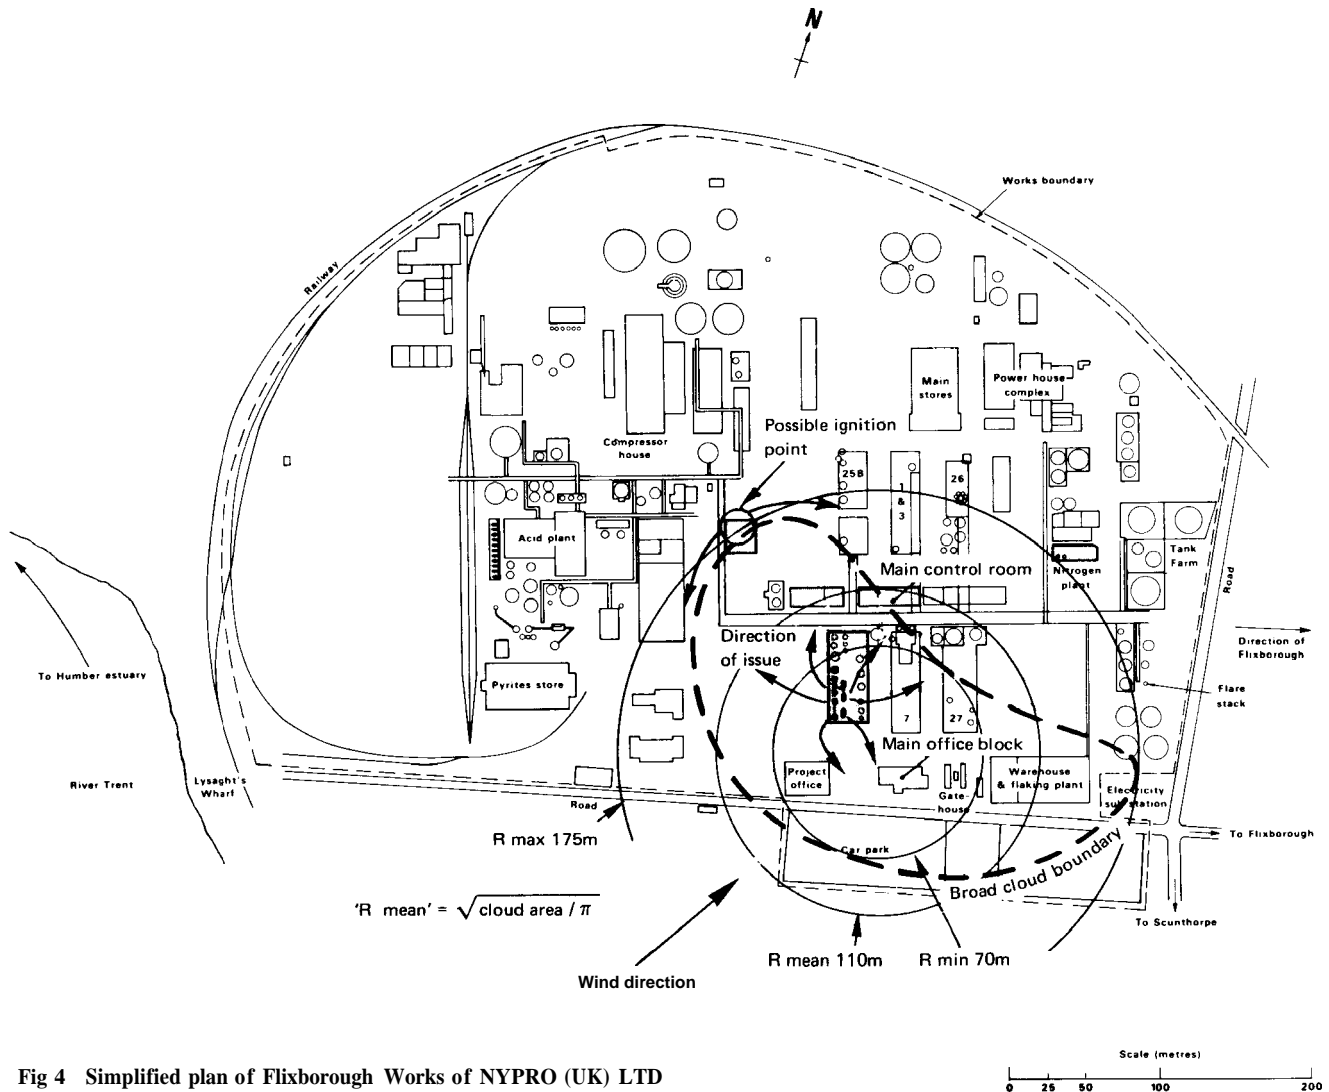 N
Works boundary
Railway
Main
stores
Power house
complex
Possible ignition
point
Compressor
house
25B
1
&
3
26
Acid plant
Tank
Farm
Main control room
Nitrogen
plant
Road
Direction
of issue
Direction of
Flixborough
To Humber estuary
Pyrites store
Flare
stack
7
27
Main office block
Project
office
Warehouse
& flaking plant
Gate-
house
Electricity
sub station
River Trent
Lysaght's
Wharf
Road
To Flixborough
R max 175m
Car park
Broad cloud boundary
'R mean' = √cloud area / π
To Scunthorpe
R mean 110m
R min 70m
Wind direction
Scale (metres)
0 25 50 100 200
Fig 4 Simplified plan of Flixborough Works of NYPRO (UK) LTD